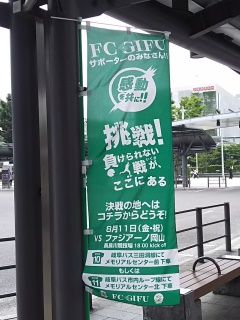 FC GIFU
サポーターのみなさん!!
感動
を共に!!
挑戦!
負けられない
戦が、
ここにある
決戦の地へは
コチラからどうぞ!
8月11日(金・祝)
VS ファジアーノ岡山
長良川競技場 19:00 kick off
岐阜バス三田洞線にて
メモリアルセンター前 下車
もしくは
岐阜バス市内ループ線にて
メモリアルセンター北 下車
FC GIFU